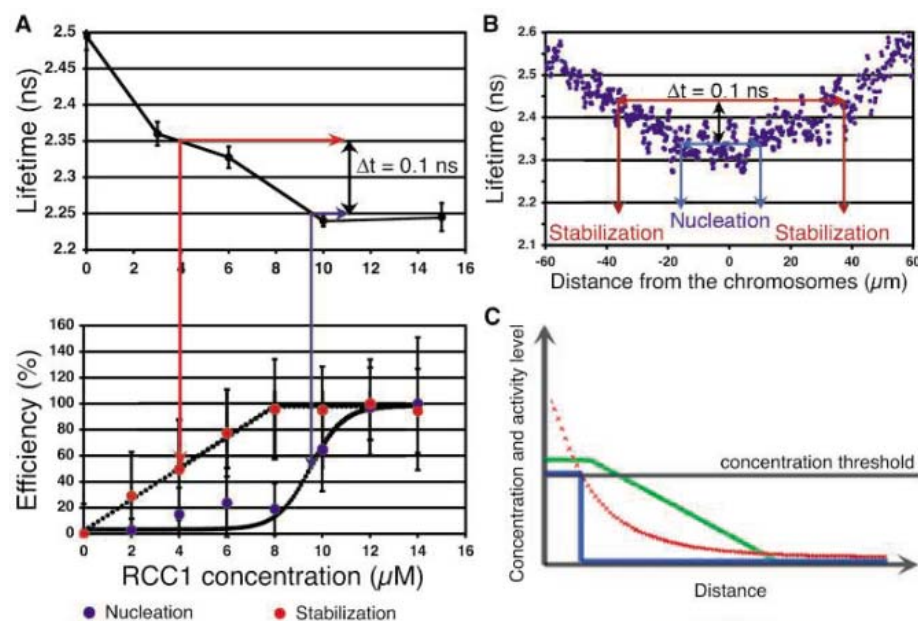 A
Lifetime (ns)
2.5
2.45
2.4
2.35
2.3
2.25
2.2
Δt = 0.1 ns
0 2 4 6 8 10 12 14 16
Efficiency (%)
160
140
120
100
80
60
40
20
0
0 2 4 6 8 10 12 14 16
RCC1 concentration (µM)
Nucleation Stabilization
B
Lifetime (ns)
2.6
2.5
2.4
2.3
2.2
2.1
Δt = 0.1 ns
Nucleation
Stabilization Stabilization
-60 -40 -20 0 20 40 60
Distance from the chromosomes (µm)
C
Concentration and activity level
concentration threshold
Distance